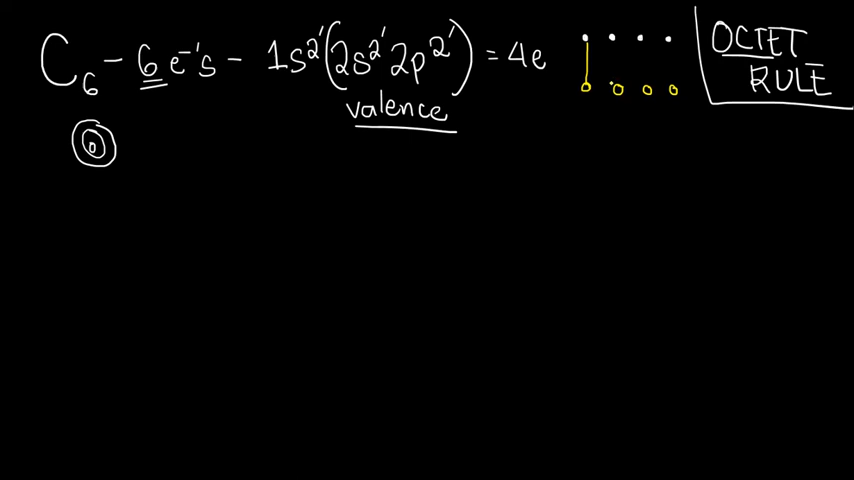 C₆ - 6 e⁻'s - 1s²'(2s²'2p²') = 4e
valence
OCTET
RULE